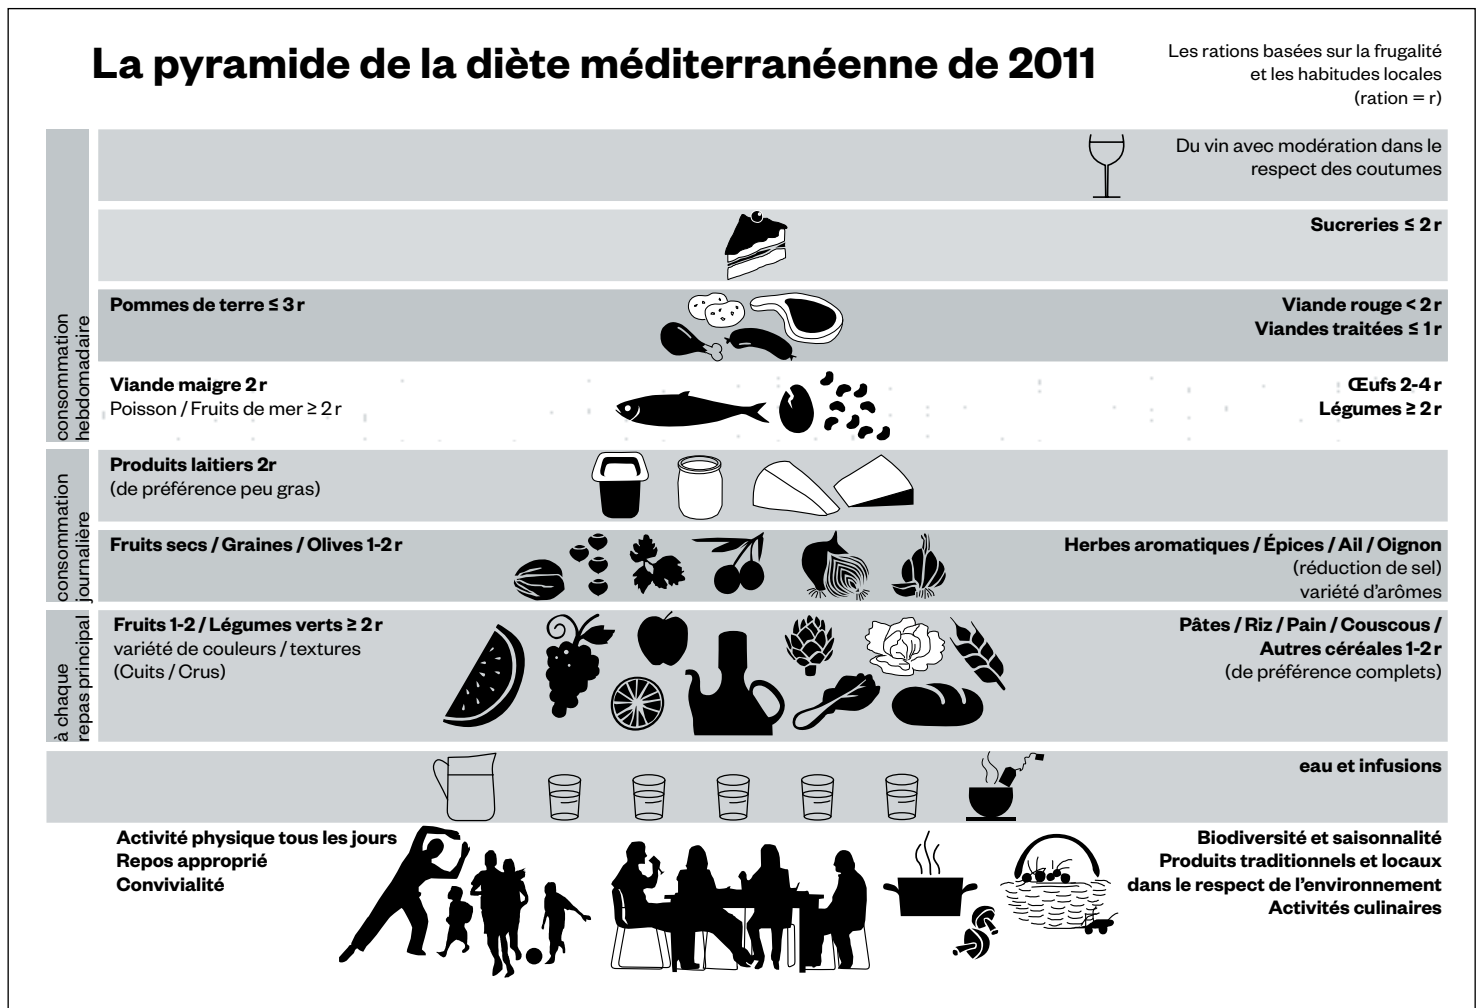 La pyramide de la diète méditerranéenne de 2011
Les rations basées sur la frugalité
et les habitudes locales
(ration = r)
consommation
hebdomadaire
Du vin avec modération dans le
respect des coutumes
Sucreries ≤ 2 r
Pommes de terre ≤ 3 r
Viande rouge < 2 r
Viandes traitées ≤ 1 r
Viande maigre 2 r
Poisson / Fruits de mer ≥ 2 r
Œufs 2-4 r
Légumes ≥ 2 r
consommation
journalière
Produits laitiers 2r
(de préférence peu gras)
Fruits secs / Graines / Olives 1-2 r
Herbes aromatiques / Épices / Ail / Oignon
(réduction de sel)
variété d’arômes
à chaque
repas principal
Fruits 1-2 / Légumes verts ≥ 2 r
variété de couleurs / textures
(Cuits / Crus)
Pâtes / Riz / Pain / Couscous /
Autres céréales 1-2 r
(de préférence complets)
eau et infusions
Activité physique tous les jours
Repos approprié
Convivialité
Biodiversité et saisonnalité
Produits traditionnels et locaux
dans le respect de l’environnement
Activités culinaires